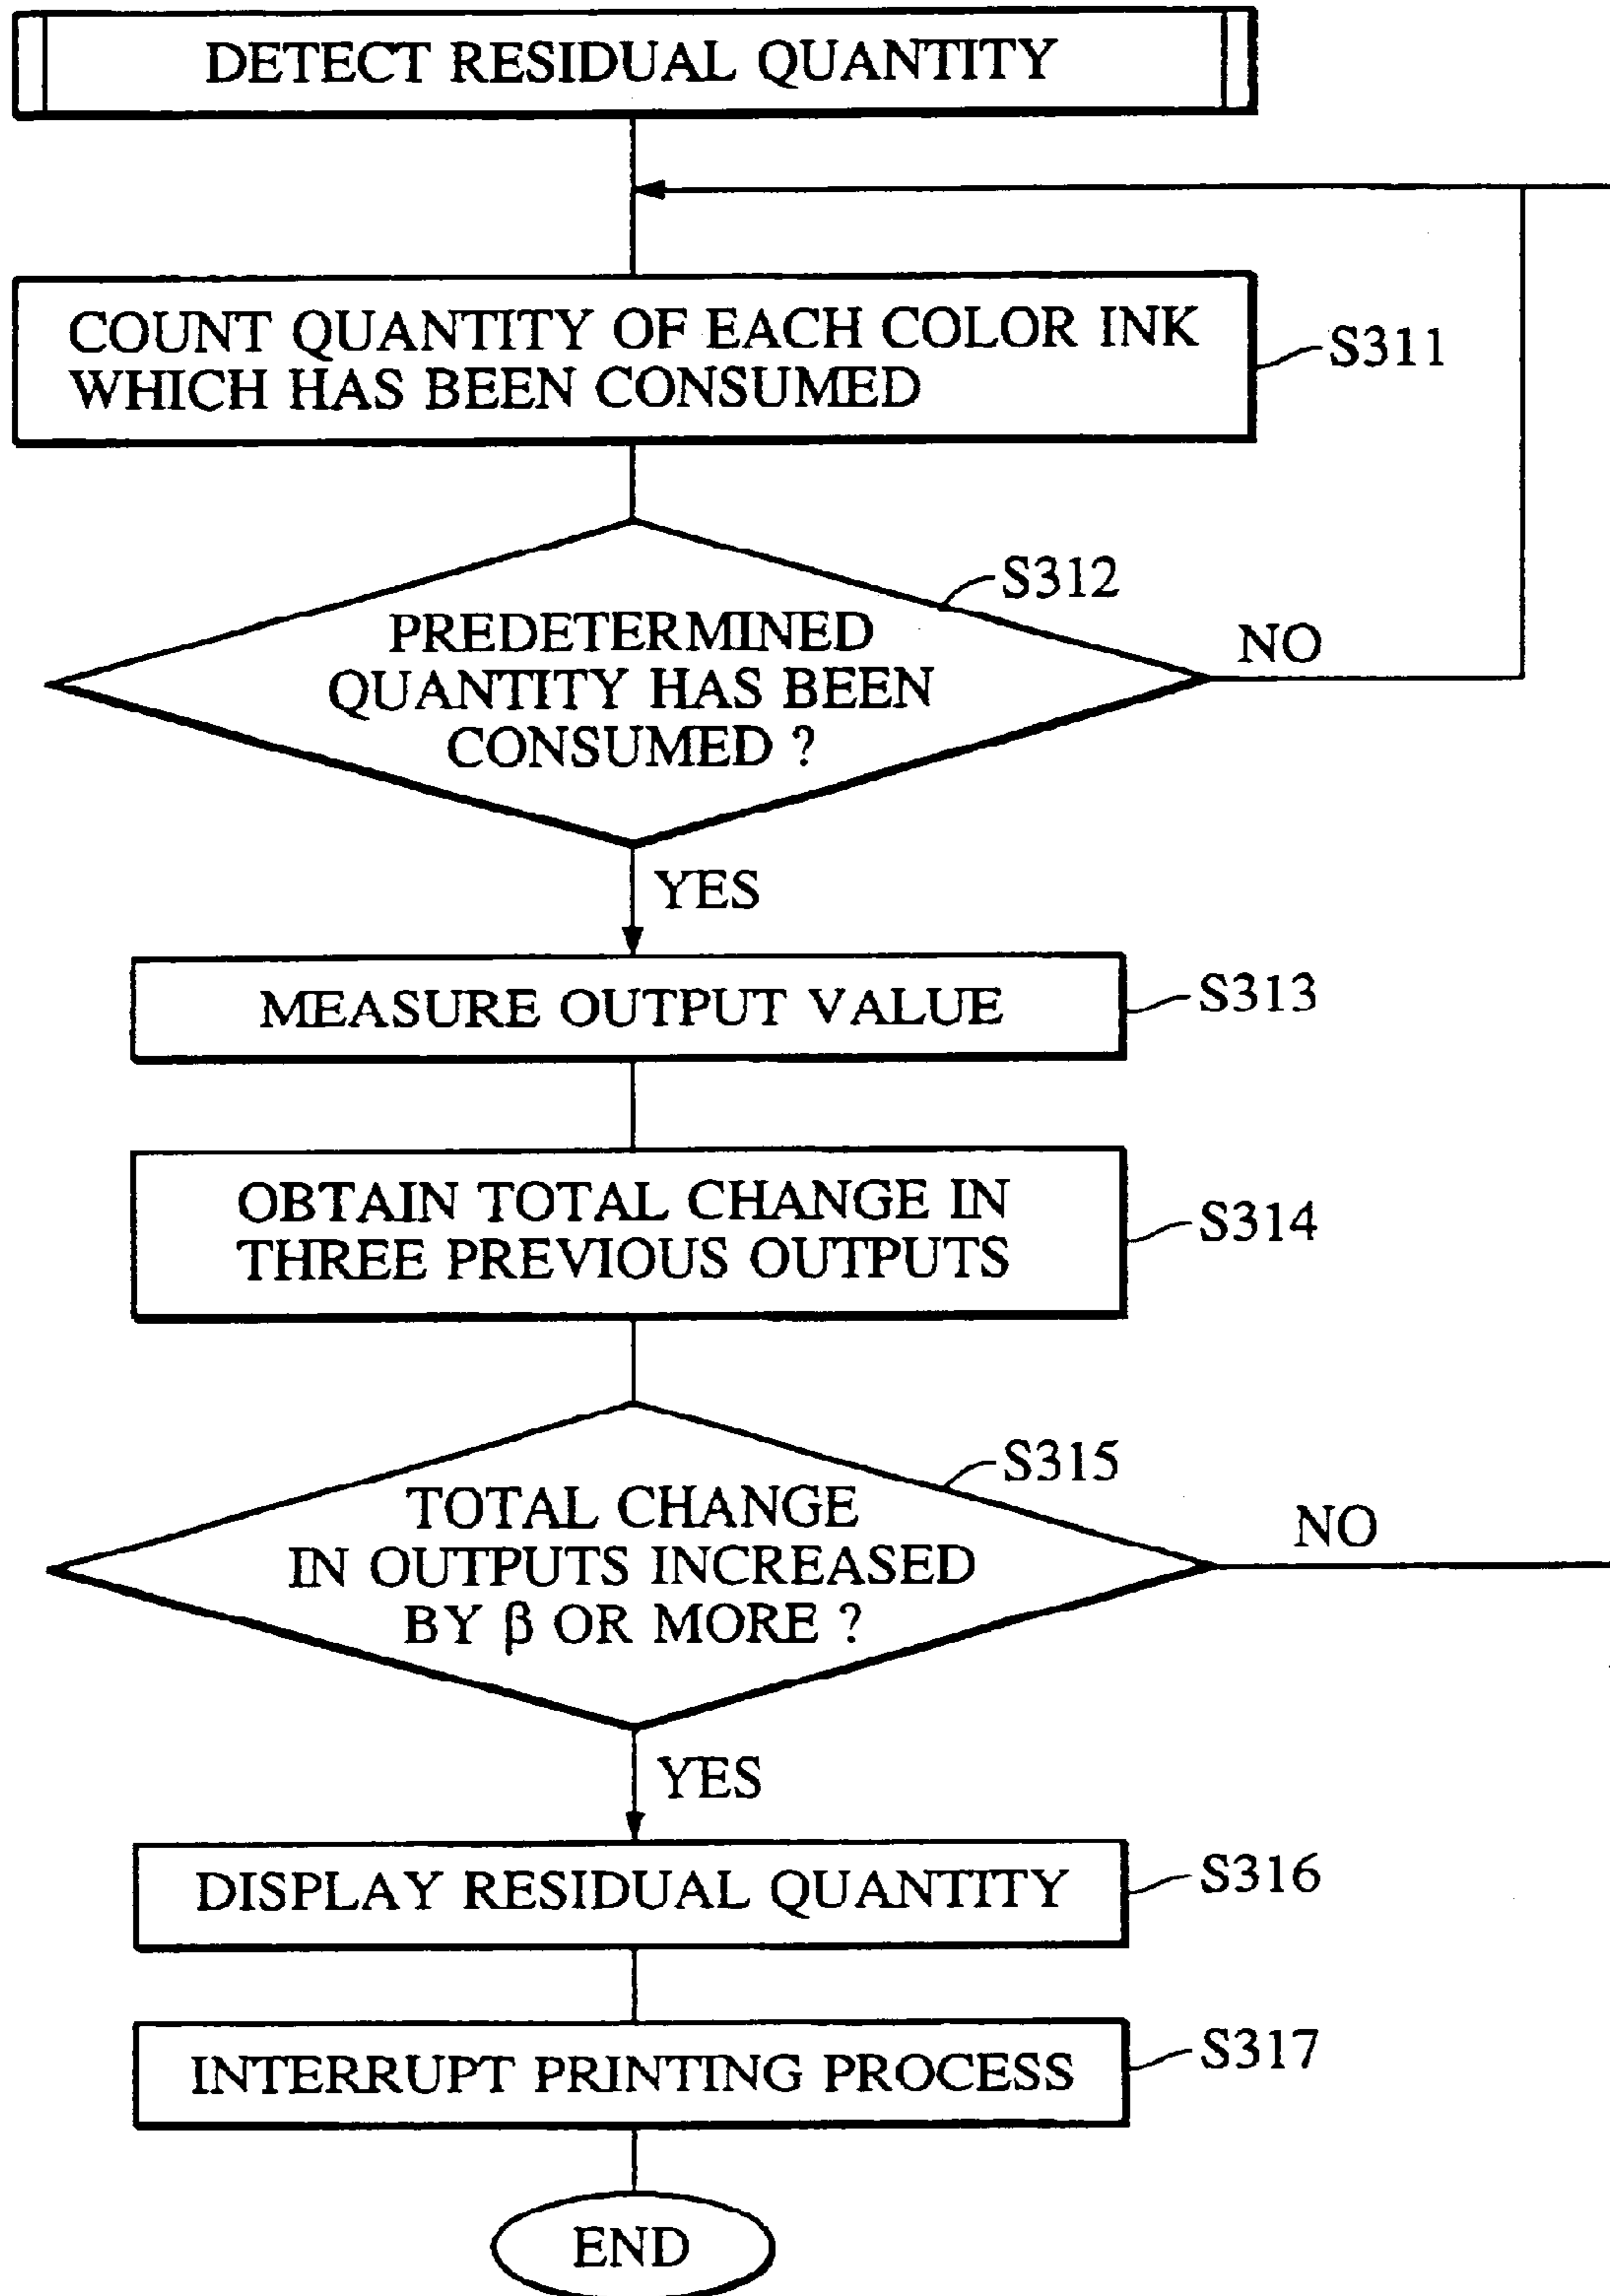 DETECT RESIDUAL QUANTITY
COUNT QUANTITY OF EACH COLOR INK
WHICH HAS BEEN CONSUMED
S311
S312
PREDETERMINED
QUANTITY HAS BEEN
CONSUMED ?
NO
YES
MEASURE OUTPUT VALUE
S313
OBTAIN TOTAL CHANGE IN
THREE PREVIOUS OUTPUTS
S314
S315
TOTAL CHANGE
IN OUTPUTS INCREASED
BY β OR MORE ?
NO
YES
DISPLAY RESIDUAL QUANTITY
S316
INTERRUPT PRINTING PROCESS
S317
END